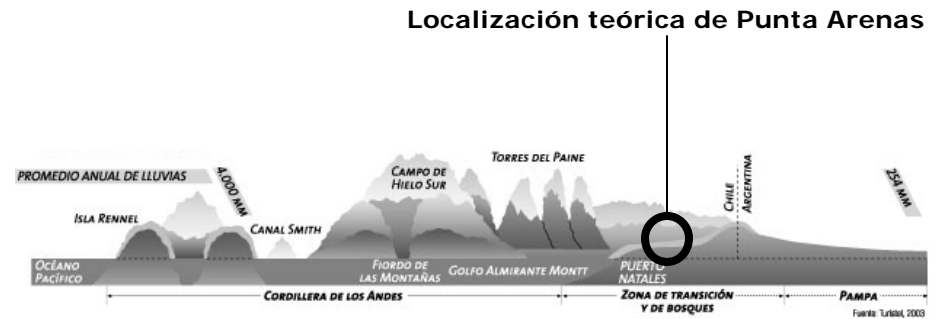 Localización teórica de Punta Arenas
TORRES DEL PAINE
PROMEDIO ANUAL DE LLUVIAS
4.000 MM
CAMPO DE
HIELO SUR
CHILE
ARGENTINA
254 MM
ISLA RENNEL
CANAL SMITH
OCÉANO
PACÍFICO
FIORDO DE
LAS MONTAÑAS
GOLFO ALMIRANTE MONTT
PUERTO
NATALES
CORDILLERA DE LOS ANDES
ZONA DE TRANSICIÓN
Y DE BOSQUES
PAMPA
Fuente: Turistel, 2003